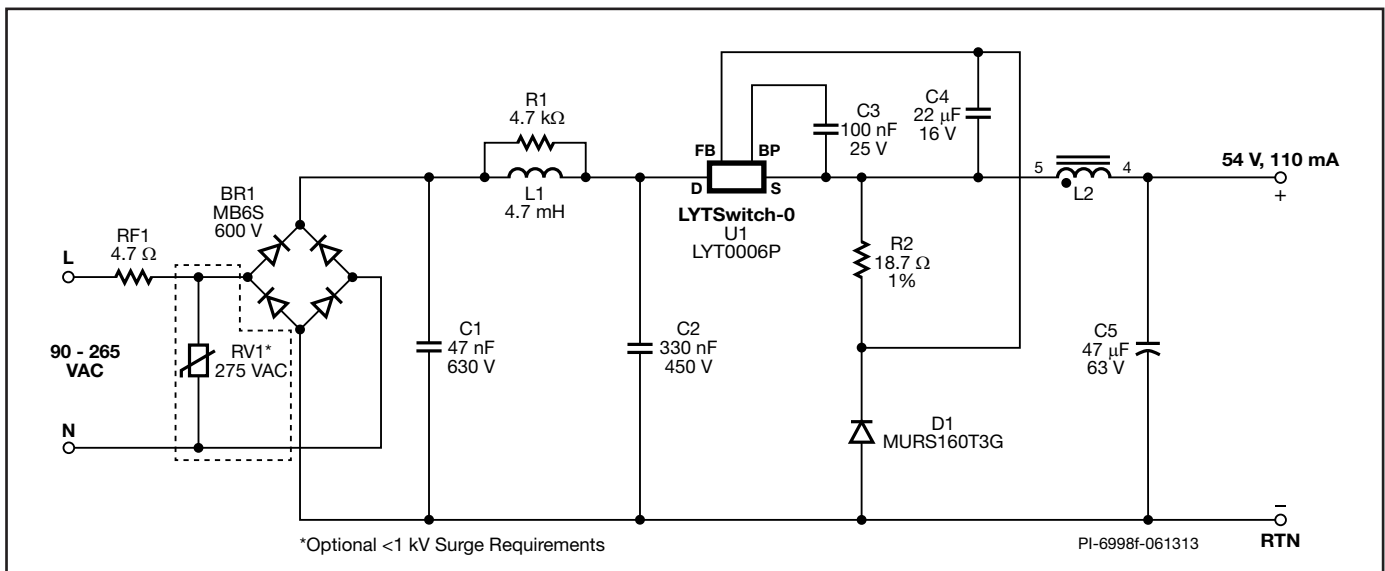 L
RF1
4.7 Ω
90 - 265
VAC
N
RV1*
275 VAC
BR1
MB6S
600 V
R1
4.7 kΩ
L1
4.7 mH
C1
47 nF
630 V
C2
330 nF
450 V
FB
BP
D
S
LYTSwitch-0
U1
LYT0006P
C3
100 nF
25 V
C4
22 µF
16 V
R2
18.7 Ω
1%
D1
MURS160T3G
5
4
L2
C5
47 µF
63 V
54 V, 110 mA
+
–
RTN
*Optional <1 kV Surge Requirements
PI-6998f-061313